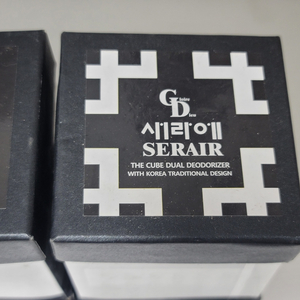 G
D
세라에
SERAIR
THE CUBE DUAL DEODORIZER
WITH KOREA TRADITIONAL DESIGN